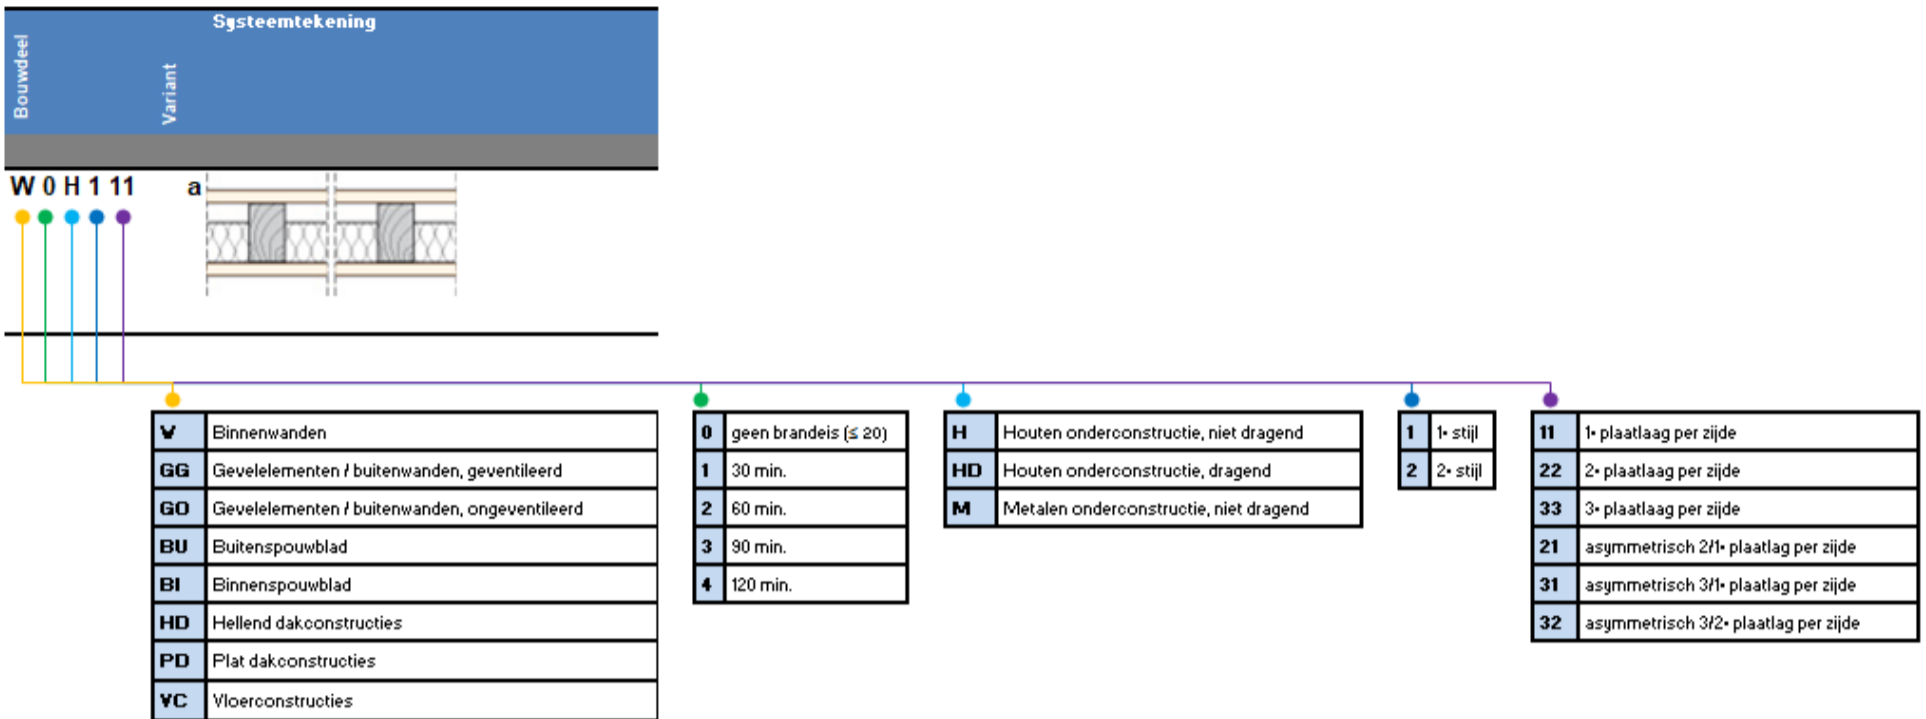 Systeemtekening
Bouwdeel
Variant
W 0 H 1 11 a
W Binnenwanden
GG Gevelelementen / buitenwanden, geventileerd
GO Gevelelementen / buitenwanden, ongeventileerd
BU Buitenspouwblad
BI Binnenspouwblad
HD Hellend dakconstructies
PD Plat dakconstructies
VC Vloerconstructies
0 geen brandeis (≤ 20)
1 30 min.
2 60 min.
3 90 min.
4 120 min.
H Houten onderconstructie, niet dragend
HD Houten onderconstructie, dragend
M Metalen onderconstructie, niet dragend
1 1• stijl
2 2• stijl
11 1• plaatlaag per zijde
22 2• plaatlaag per zijde
33 3• plaatlaag per zijde
21 asymmetrisch 2/1• plaatlag per zijde
31 asymmetrisch 3/1• plaatlag per zijde
32 asymmetrisch 3/2• plaatlag per zijde